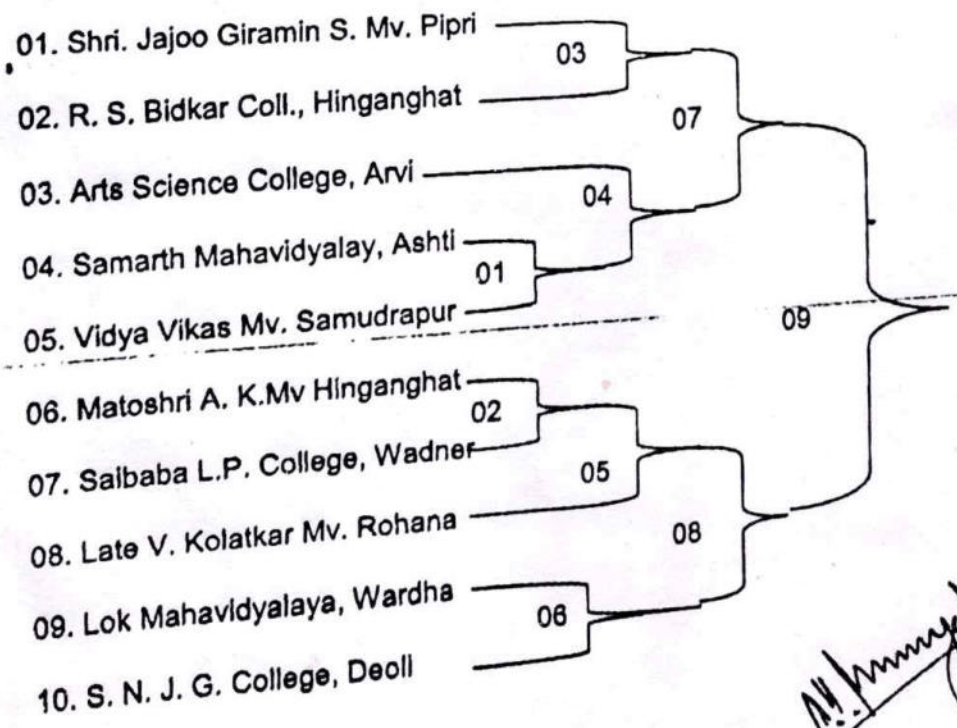 01. Shri. Jajoo Giramin S. Mv. Pipri
03
02. R. S. Bidkar Coll., Hinganghat
07
03. Arts Science College, Arvi
04
04. Samarth Mahavidyalay, Ashti
01
05. Vidya Vikas Mv. Samudrapur
09
06. Matoshri A. K.Mv Hinganghat
02
07. Saibaba L.P. College, Wadner
05
08. Late V. Kolatkar Mv. Rohana
08
09. Lok Mahavidyalaya, Wardha
06
10. S. N. J. G. College, Deoli